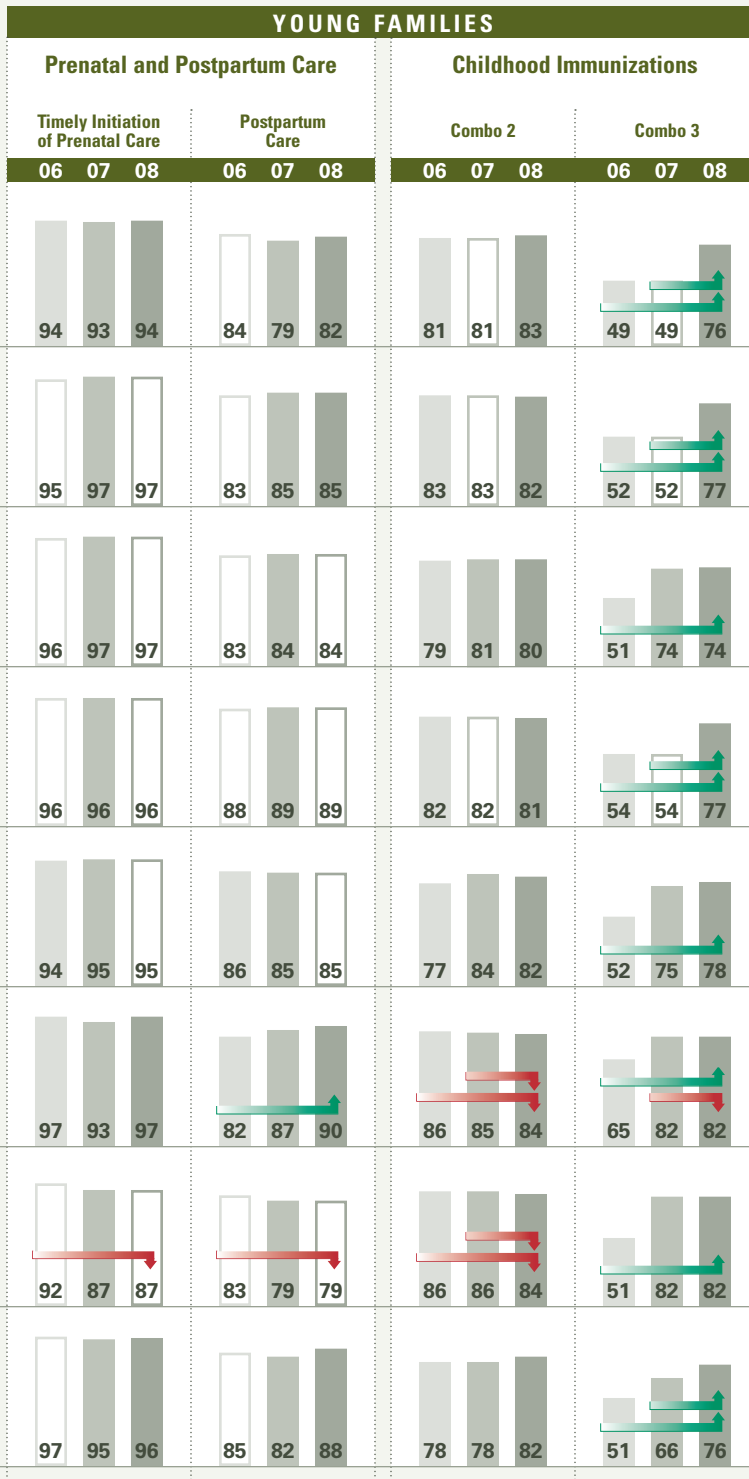 YOUNG FAMILIES
Prenatal and Postpartum Care Childhood Immunizations
Timely Initiation
of Prenatal Care
Postpartum
Care
Combo 2 Combo 3
06 07 08 06 07 08 06 07 08 06 07 08
94 93 94 84 79 82 81 81 83 49 49 76
95 97 97 83 85 85 83 83 82 52 52 77
96 97 97 83 84 84 79 81 80 51 74 74
96 96 96 88 89 89 82 82 81 54 54 77
94 95 95 86 85 85 77 84 82 52 75 78
97 93 97 82 87 90 86 85 84 65 82 82
92 87 87 83 79 79 86 86 84 51 82 82
97 95 96 85 82 88 78 78 82 51 66 76